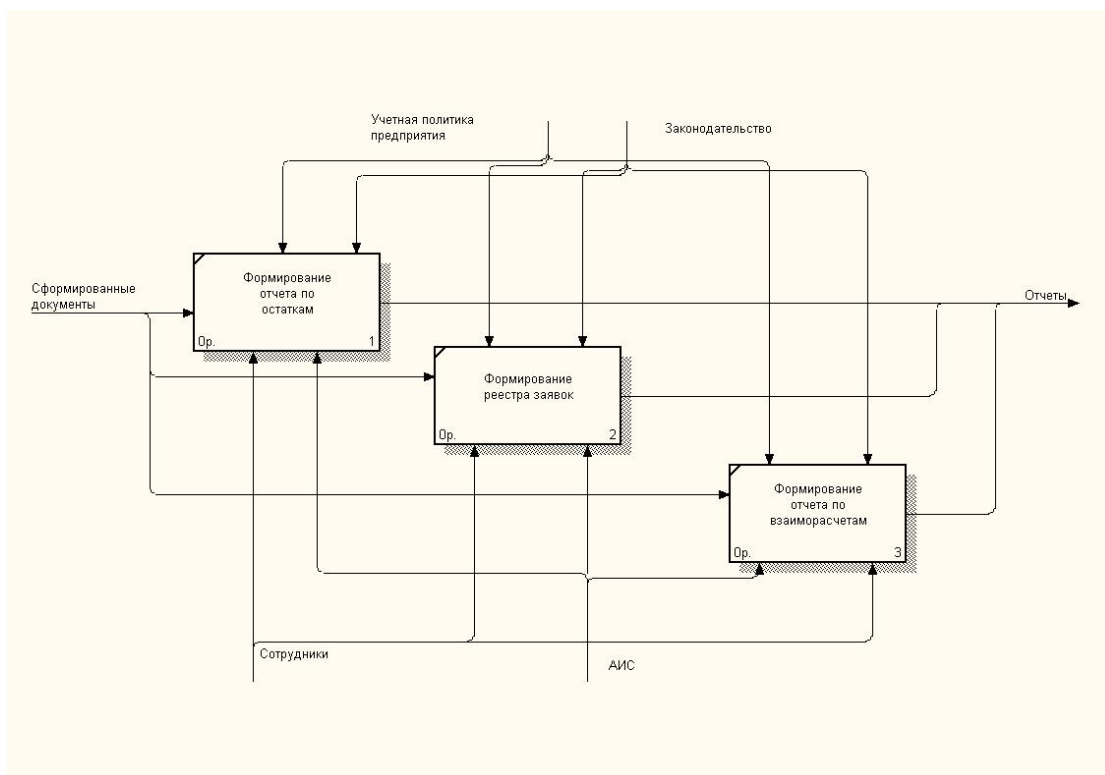 Учетная политика
предприятия
Законодательство
Сформированные
документы
Формирование
отчета по
остаткам
0р.
1
Отчеты
Формирование
реестра заявок
0р.
2
Формирование
отчета по
взаиморасчетам
0р.
3
Сотрудники
АИС